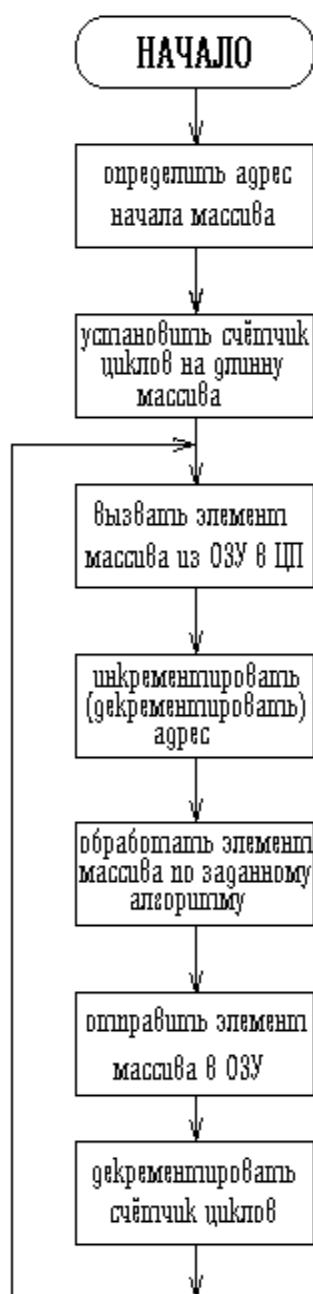 НАЧАЛО
определить адрес
начала массива
установить счётчик
циклов на длинну
массива
вызвать элемент
массива из ОЗУ в ЦП
инкрементировать
(декрементировать)
адрес
обработать элемент
массива по заданному
алгоритму
отправить элемент
массива в ОЗУ
декрементировать
счётчик циклов